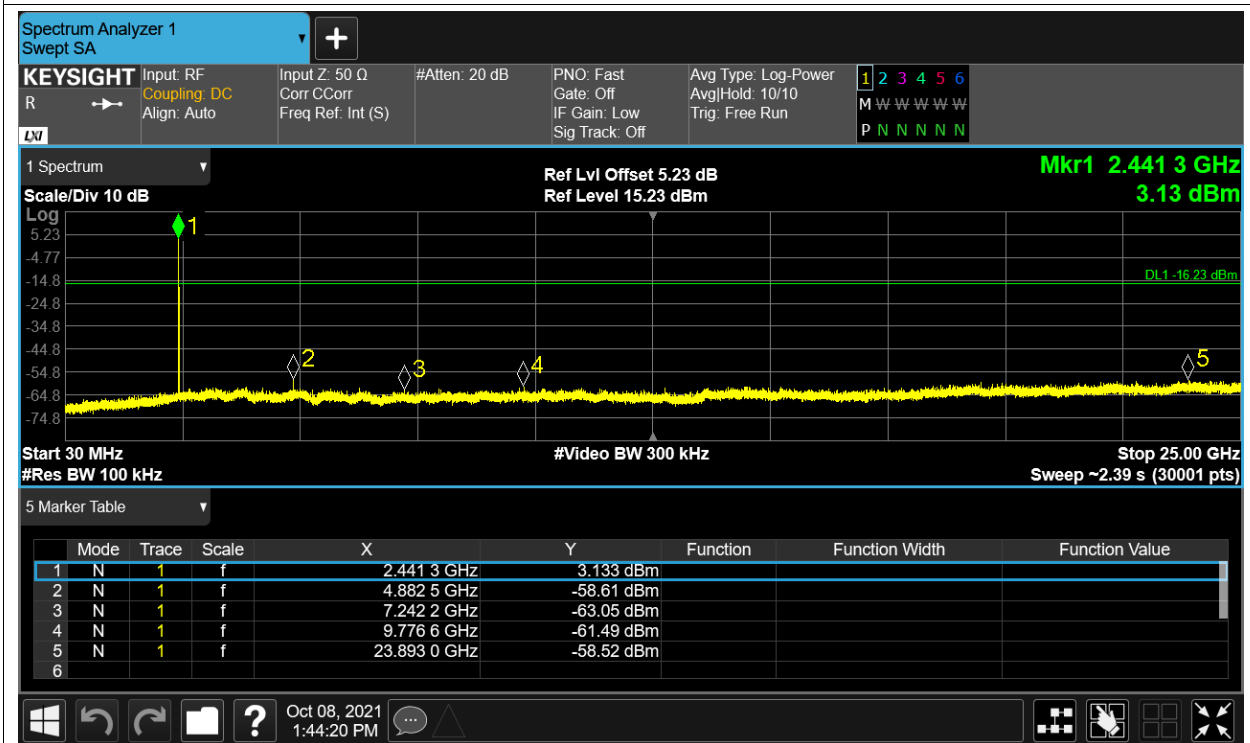 Spectrum Analyzer 1
Swept SA
+
KEYSIGHT Input: RF Input Z: 50 Ω #Atten: 20 dB PNO: Fast Avg Type: Log-Power 1 2 3 4 5 6
R Coupling: DC Corr CCorr Gate: Off Avg|Hold: 10/10 M W W W W W
Align: Auto Freq Ref: Int (S) IF Gain: Low Trig: Free Run
LXI Sig Track: Off P N N N N N
1 Spectrum Ref Lvl Offset 5.23 dB Mkr1 2.441 3 GHz
Scale/Div 10 dB Ref Level 15.23 dBm 3.13 dBm
Log
1
5.23
-4.77
-14.8 DL1 -16.23 dBm
-24.8
-34.8
-44.8
2 3 4 5
-54.8
-64.8
-74.8
Start 30 MHz #Video BW 300 kHz Stop 25.00 GHz
#Res BW 100 kHz Sweep ~2.39 s (30001 pts)
5 Marker Table
Mode Trace Scale X Y Function Function Width Function Value
1 N 1 f 2.441 3 GHz 3.133 dBm
2 N 1 f 4.882 5 GHz -58.61 dBm
3 N 1 f 7.242 2 GHz -63.05 dBm
4 N 1 f 9.776 6 GHz -61.49 dBm
5 N 1 f 23.893 0 GHz -58.52 dBm
6
? Oct 08, 2021
1:44:20 PM